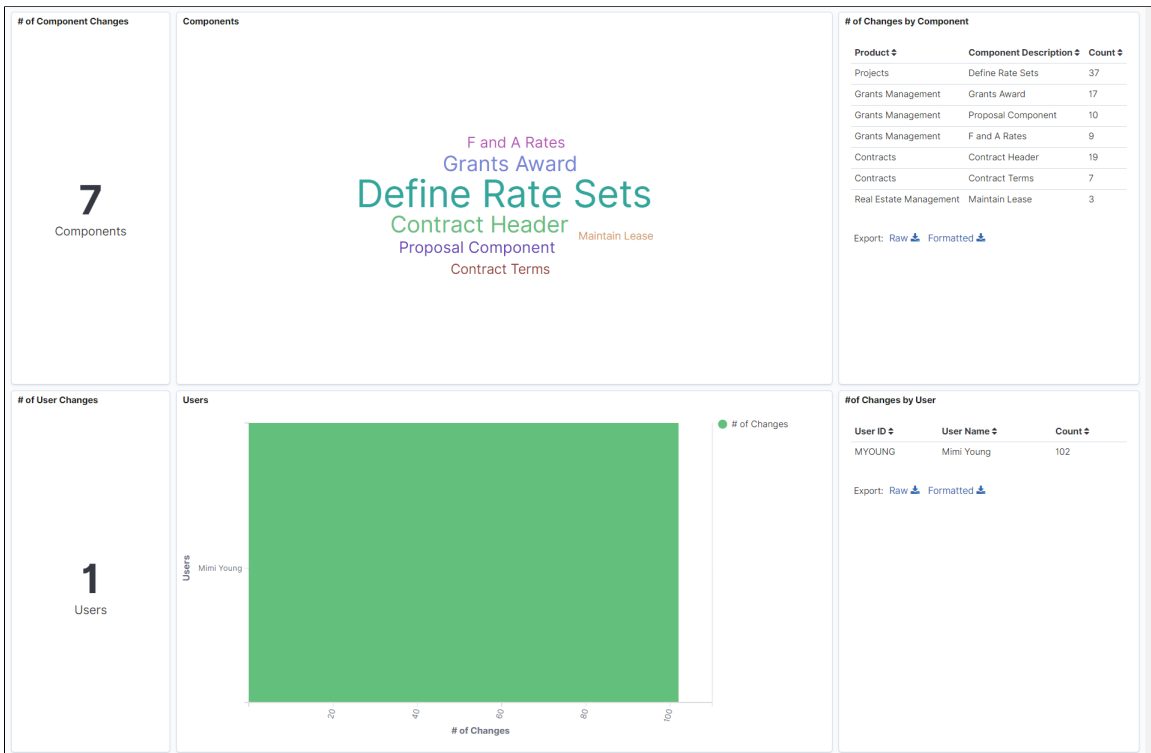 # of Component Changes
7
Components
Components
F and A Rates
Grants Award
Define Rate Sets
Contract Header
Maintain Lease
Proposal Component
Contract Terms
# of Changes by Component
Product Component Description Count
Projects Define Rate Sets 37
Grants Management Grants Award 17
Grants Management Proposal Component 10
Grants Management F and A Rates 9
Contracts Contract Header 19
Contracts Contract Terms 7
Real Estate Management Maintain Lease 3
Export: Raw Formatted
# of User Changes
1
Users
Users
# of Changes
Users
Mimi Young
20 40 60 80 100
# of Changes
#of Changes by User
User ID User Name Count
MYOUNG Mimi Young 102
Export: Raw Formatted